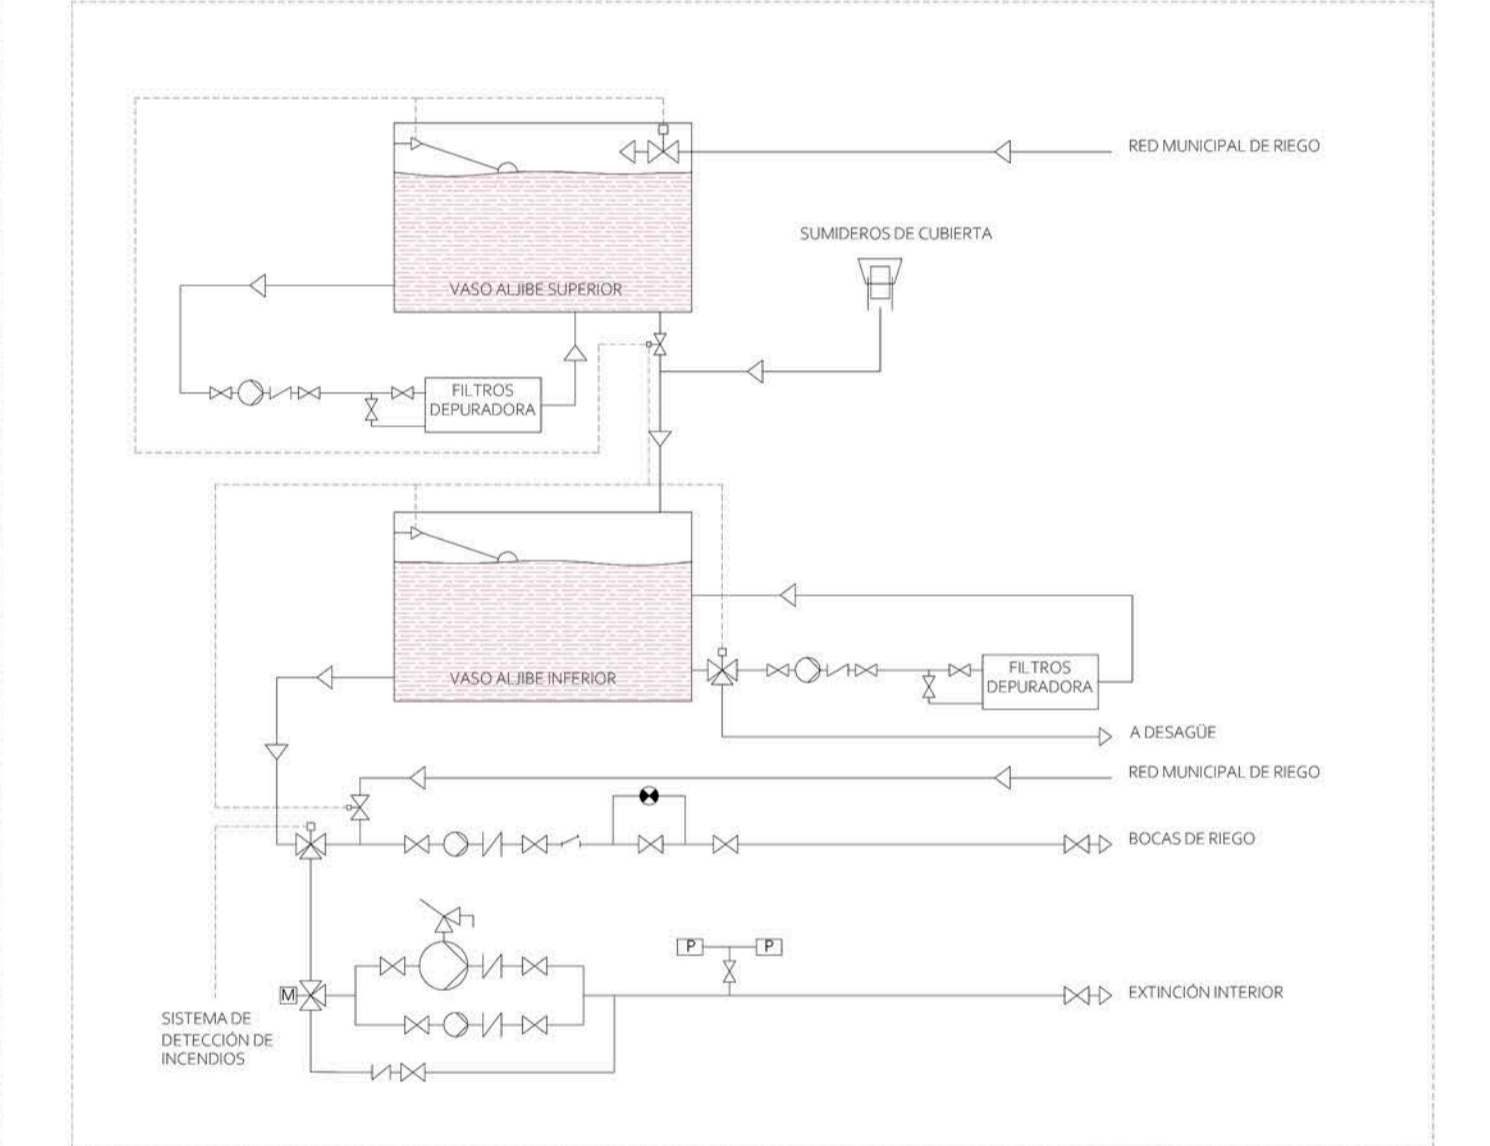 RED MUNICIPAL DE RIEGO
SUMIDEROS DE CUBIERTA
VASO ALJIBE SUPERIOR
FILTROS
DEPURADORA
VASO ALJIBE INFERIOR
FILTROS
DEPURADORA
A DESAGÜE
RED MUNICIPAL DE RIEGO
BOCAS DE RIEGO
P P
M
EXTINCIÓN INTERIOR
SISTEMA DE
DETECCIÓN DE
INCENDIOS